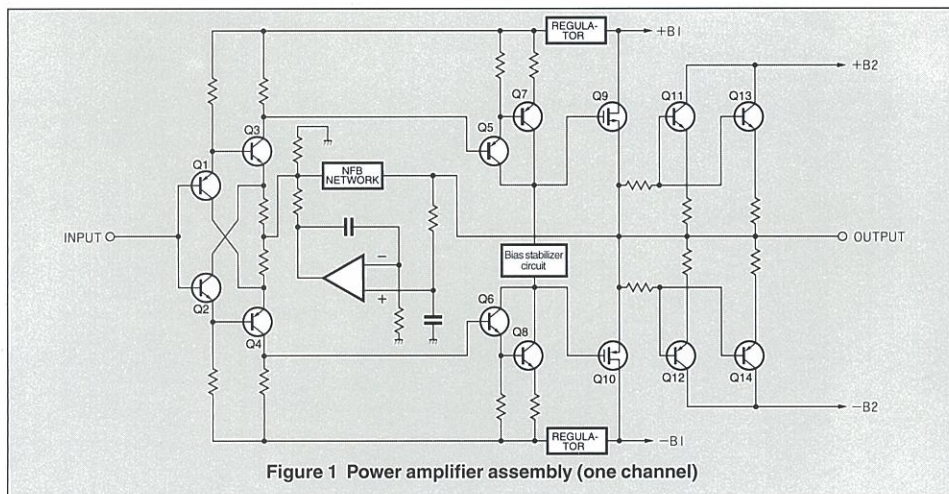 REGULA-
TOR
+B1
+B2
Q7
Q9
Q11
Q13
Q3
Q5
Q1
NFB
NETWORK
INPUT
OUTPUT
Bias stabilizer
circuit
−
+
Q2
Q6
Q4
Q8
Q10
Q12
Q14
−B2
REGULA-
TOR
−B1
Figure 1 Power amplifier assembly (one channel)